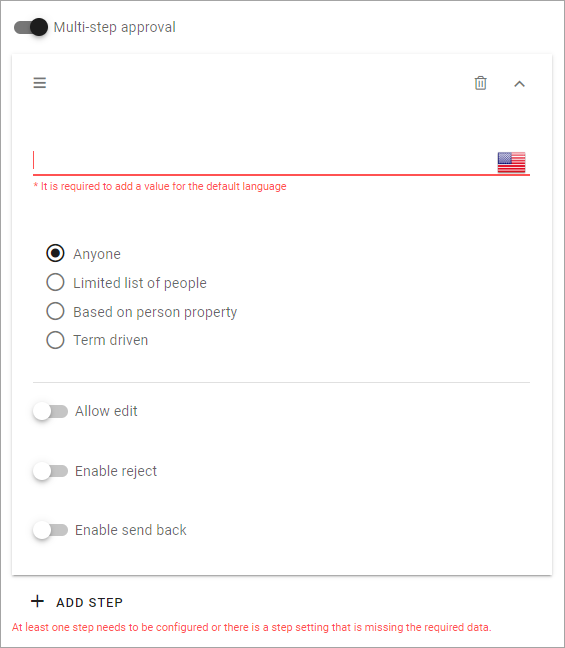 Multi-step approval
* It is required to add a value for the default language
Anyone
Limited list of people
Based on person property
Term driven
Allow edit
Enable reject
Enable send back
ADD STEP
At least one step needs to be configured or there is a step setting that is missing the required data.